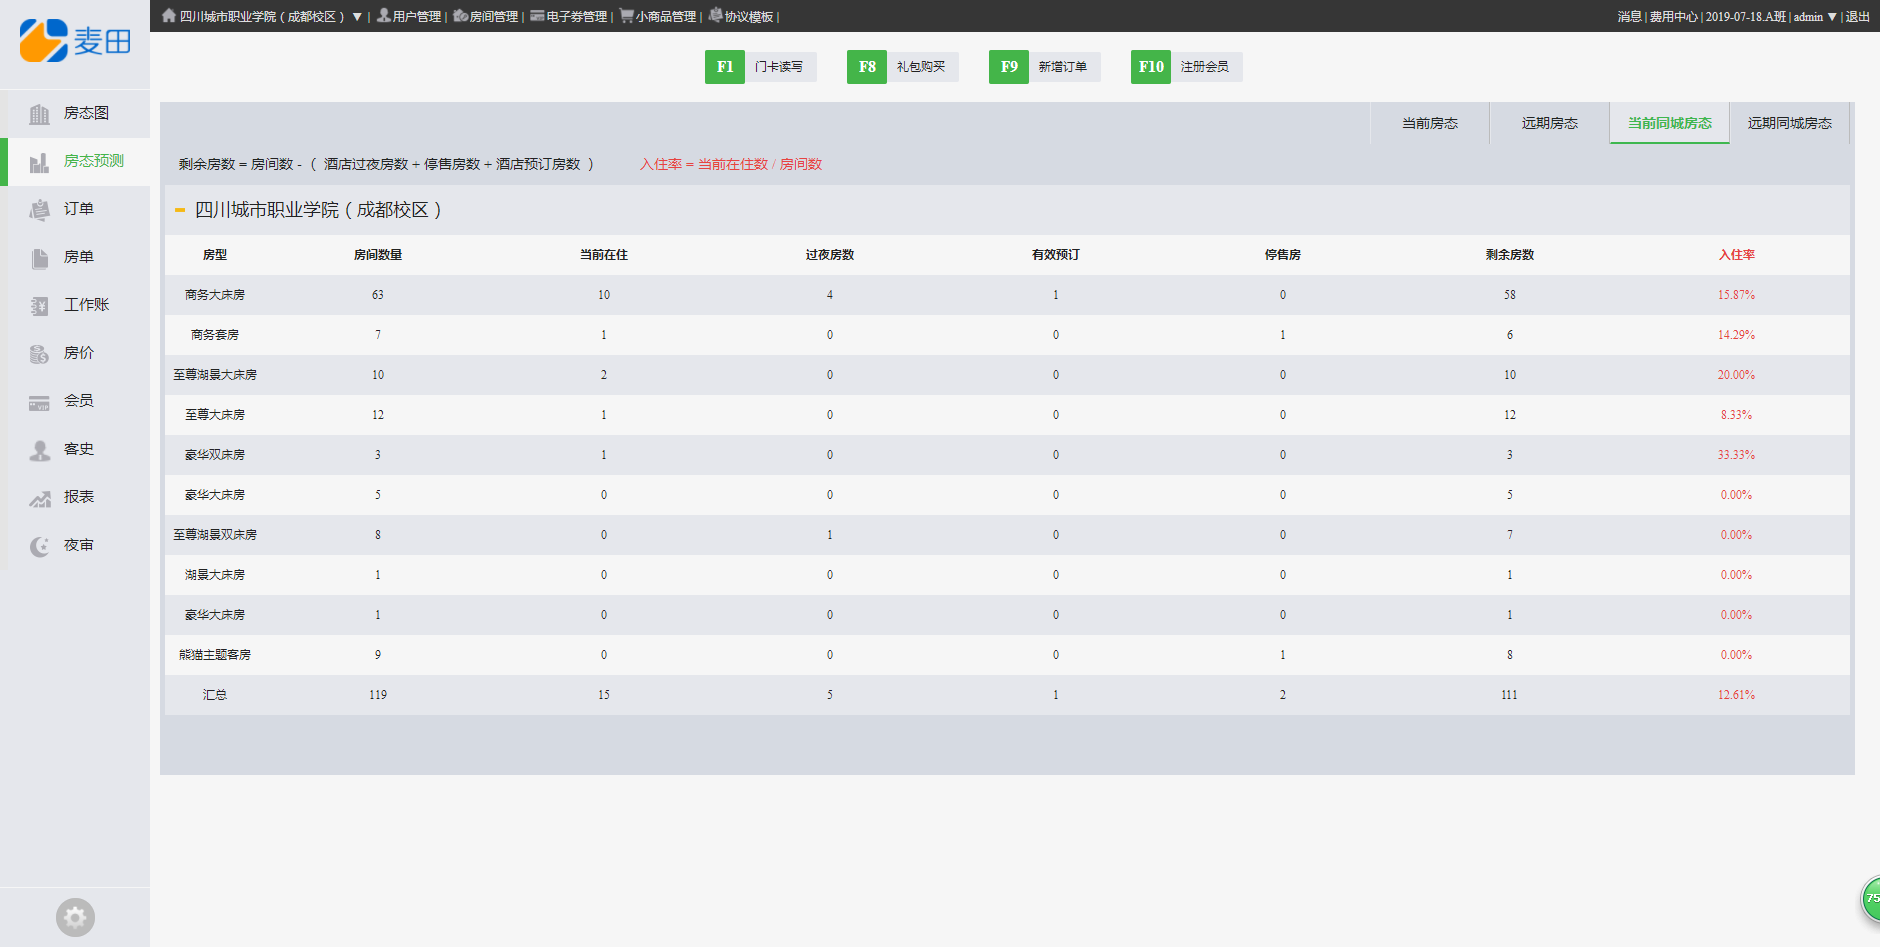 四川城市职业学院（成都校区） ▼ | 用户管理 | 房间管理 | 电子券管理 | 小商品管理 | 协议模板 |
消息 | 费用中心 | 2019-07-18.A班 | admin ▼ | 退出
麦田
房态图
房态预测
订单
房单
工作账
房价
会员
客史
报表
夜审
F1 门卡读写
F8 礼包购买
F9 新增订单
F10 注册会员
当前房态 远期房态 当前同城房态 远期同城房态
剩余房数 = 房间数 - （ 酒店过夜房数 + 停售房数 + 酒店预订房数 ） 入住率 = 当前在住数 / 房间数
四川城市职业学院（成都校区）
房型 房间数量 当前在住 过夜房数 有效预订 停售房 剩余房数 入住率
商务大床房 63 10 4 1 0 58 15.87%
商务套房 7 1 0 0 1 6 14.29%
至尊湖景大床房 10 2 0 0 0 10 20.00%
至尊大床房 12 1 0 0 0 12 8.33%
豪华双床房 3 1 0 0 0 3 33.33%
豪华大床房 5 0 0 0 0 5 0.00%
至尊湖景双床房 8 0 1 0 0 7 0.00%
湖景大床房 1 0 0 0 0 1 0.00%
豪华大床房 1 0 0 0 0 1 0.00%
熊猫主题客房 9 0 0 0 1 8 0.00%
汇总 119 15 5 1 2 111 12.61%
75